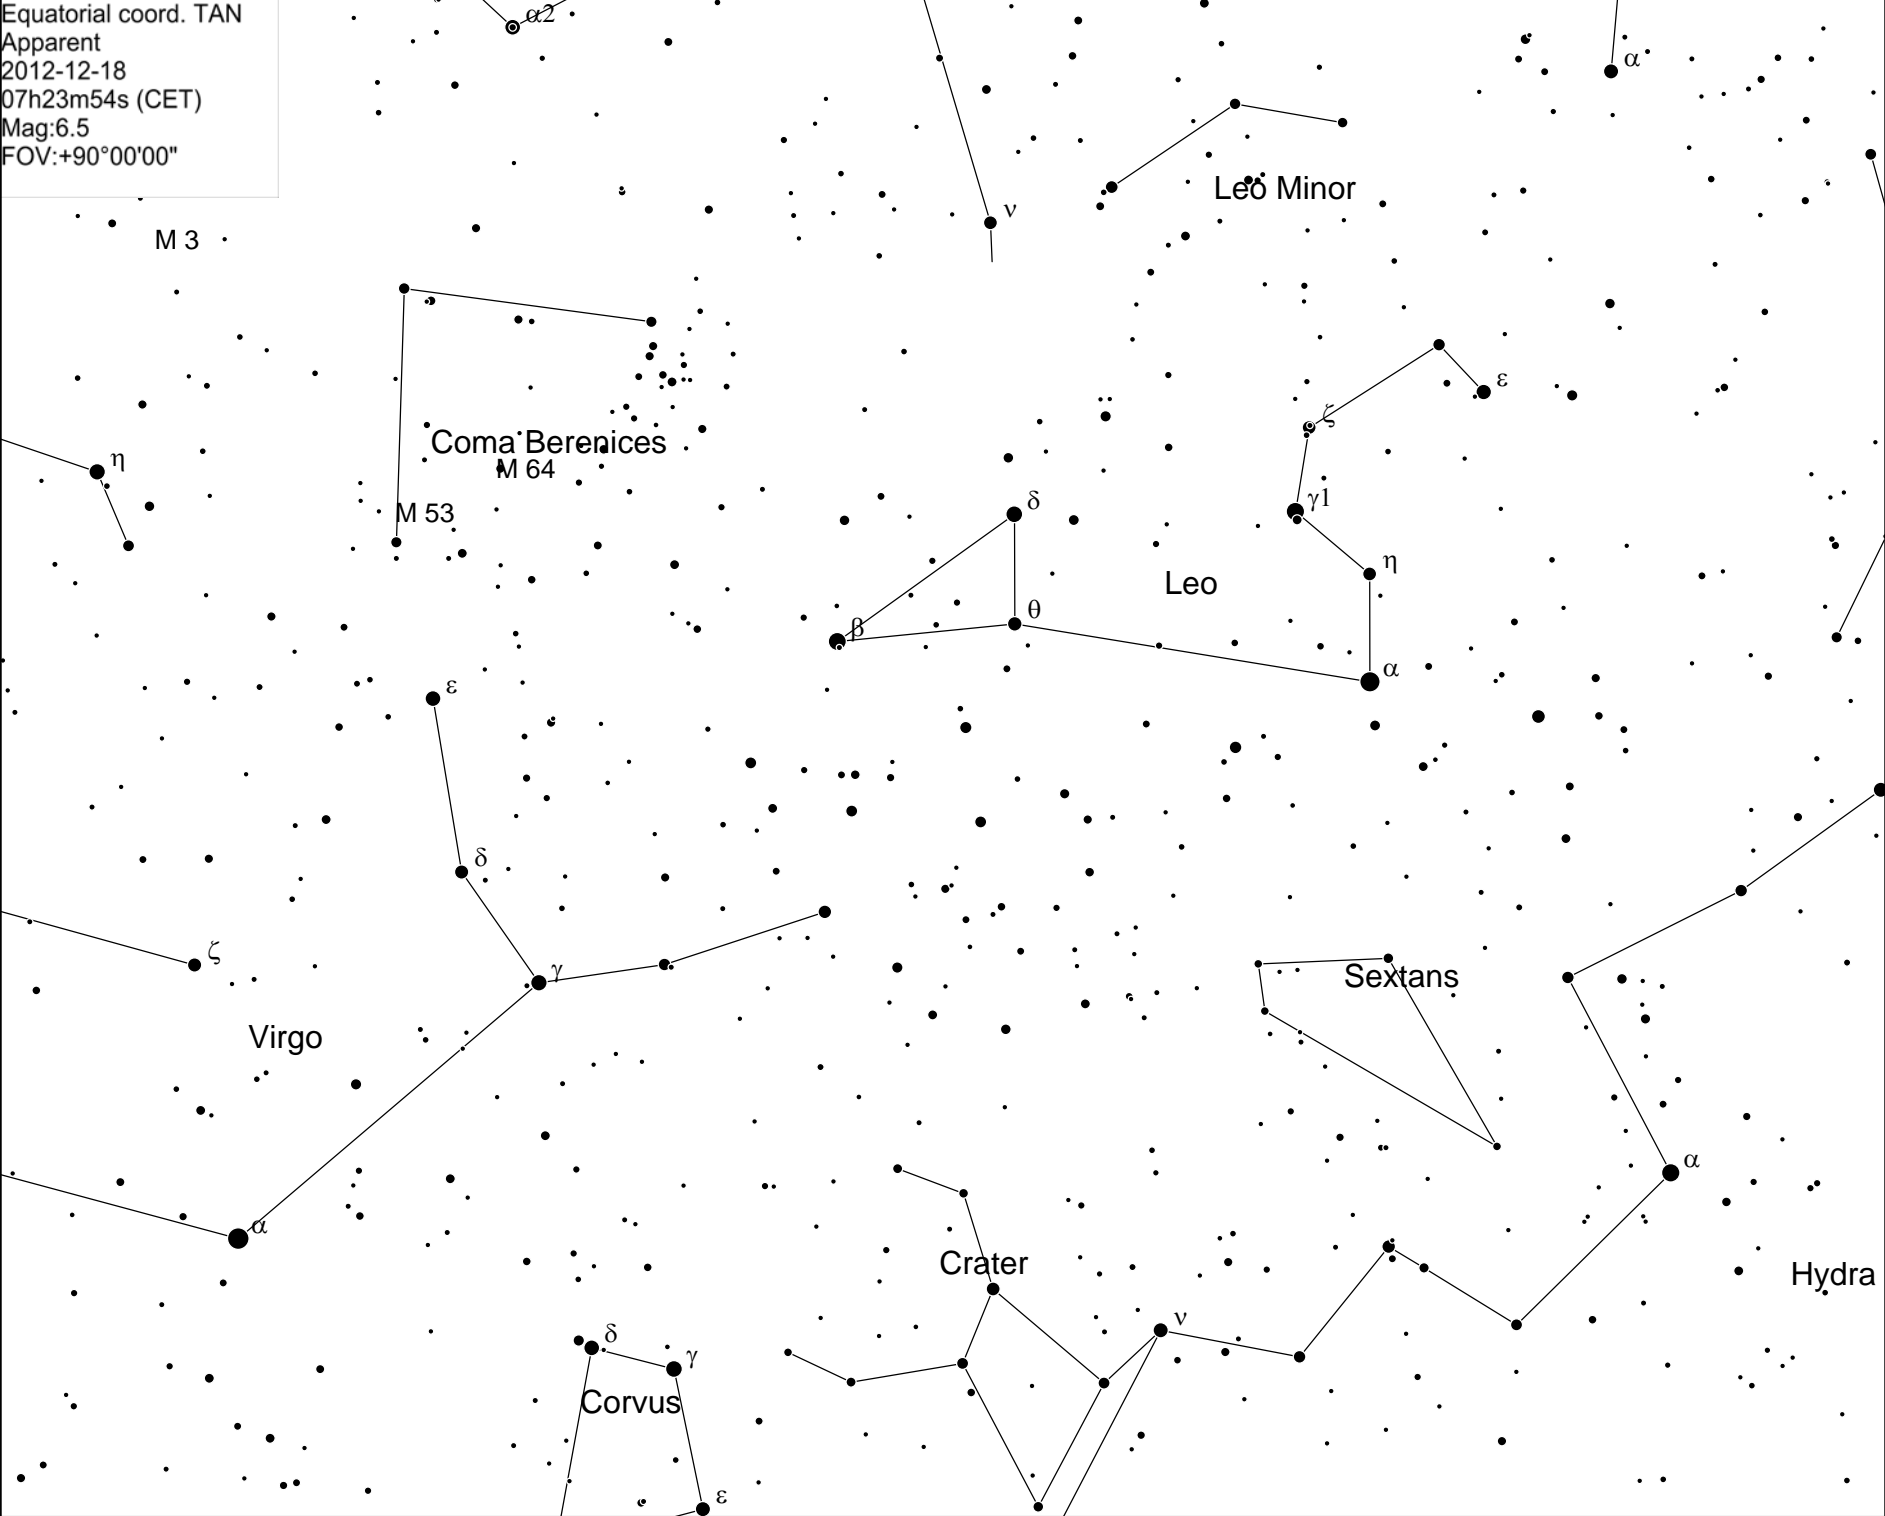 Equatorial coord. TAN
Apparent
2012-12-18
07h23m54s (CET)
Mag:6.5
FOV:+90°00'00"
α2
α
Leo Minor
ν
M 3
ε
ζ
Coma Berenices
M 64
η
γ1
δ
M 53
η
Leo
θ
β
α
ε
δ
ζ
γ
Sextans
Virgo
α
α
Crater
Hydra
ν
δ
γ
Corvus
ε